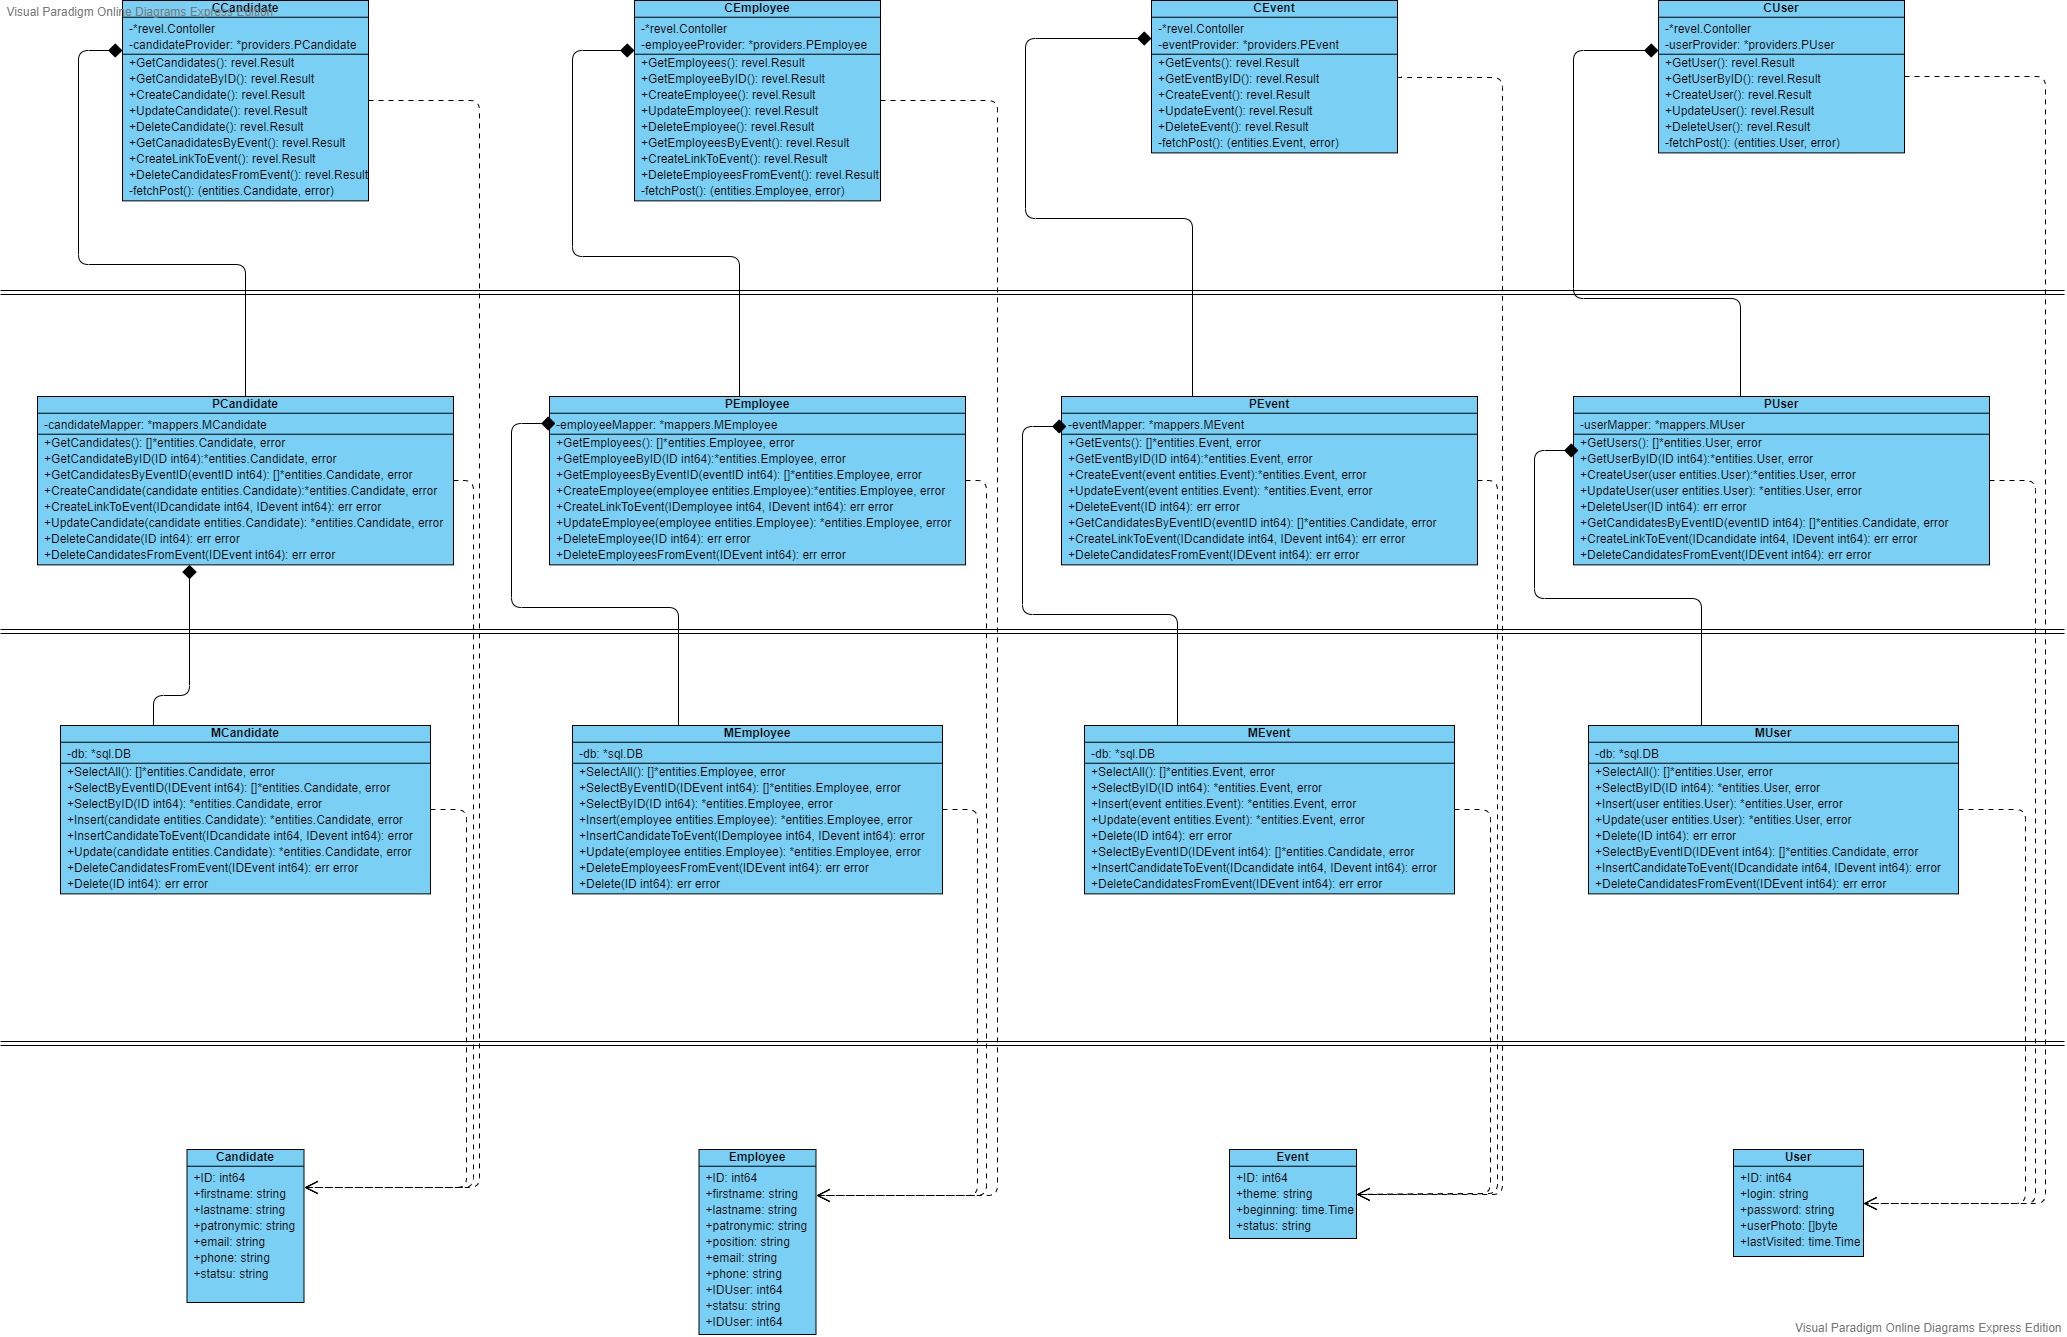 Visual Paradigm Online Diagrams Express Edition
CCandidate
-*revel.Contoller
-candidateProvider: *providers.PCandidate
+GetCandidates(): revel.Result
+GetCandidateByID(): revel.Result
+CreateCandidate(): revel.Result
+UpdateCandidate(): revel.Result
+DeleteCandidate(): revel.Result
+GetCanadidatesByEvent(): revel.Result
+CreateLinkToEvent(): revel.Result
+DeleteCandidatesFromEvent(): revel.Result
-fetchPost(): (entities.Candidate, error)
CEmployee
-*revel.Contoller
-employeeProvider: *providers.PEmployee
+GetEmployees(): revel.Result
+GetEmployeeByID(): revel.Result
+CreateEmployee(): revel.Result
+UpdateEmployee(): revel.Result
+DeleteEmployee(): revel.Result
+GetEmployeesByEvent(): revel.Result
+CreateLinkToEvent(): revel.Result
+DeleteEmployeesFromEvent(): revel.Result
-fetchPost(): (entities.Employee, error)
CEvent
-*revel.Contoller
-eventProvider: *providers.PEvent
+GetEvents(): revel.Result
+GetEventByID(): revel.Result
+CreateEvent(): revel.Result
+UpdateEvent(): revel.Result
+DeleteEvent(): revel.Result
-fetchPost(): (entities.Event, error)
CUser
-*revel.Contoller
-userProvider: *providers.PUser
+GetUser(): revel.Result
+GetUserByID(): revel.Result
+CreateUser(): revel.Result
+UpdateUser(): revel.Result
+DeleteUser(): revel.Result
-fetchPost(): (entities.User, error)
PCandidate
-candidateMapper: *mappers.MCandidate
+GetCandidates(): []*entities.Candidate, error
+GetCandidateByID(ID int64):*entities.Candidate, error
+GetCandidatesByEventID(eventID int64): []*entities.Candidate, error
+CreateCandidate(candidate entities.Candidate):*entities.Candidate, error
+CreateLinkToEvent(IDcandidate int64, IDevent int64): err error
+UpdateCandidate(candidate entities.Candidate): *entities.Candidate, error
+DeleteCandidate(ID int64): err error
+DeleteCandidatesFromEvent(IDEvent int64): err error
PEmployee
-employeeMapper: *mappers.MEmployee
+GetEmployees(): []*entities.Employee, error
+GetEmployeeByID(ID int64):*entities.Employee, error
+GetEmployeesByEventID(eventID int64): []*entities.Employee, error
+CreateEmployee(employee entities.Employee):*entities.Employee, error
+CreateLinkToEvent(IDemployee int64, IDevent int64): err error
+UpdateEmployee(employee entities.Employee): *entities.Employee, error
+DeleteEmployee(ID int64): err error
+DeleteEmployeesFromEvent(IDEvent int64): err error
PEvent
-eventMapper: *mappers.MEvent
+GetEvents(): []*entities.Event, error
+GetEventByID(ID int64):*entities.Event, error
+CreateEvent(event entities.Event):*entities.Event, error
+UpdateEvent(event entities.Event): *entities.Event, error
+DeleteEvent(ID int64): err error
+GetCandidatesByEventID(eventID int64): []*entities.Candidate, error
+CreateLinkToEvent(IDcandidate int64, IDevent int64): err error
+DeleteCandidatesFromEvent(IDEvent int64): err error
PUser
-userMapper: *mappers.MUser
+GetUsers(): []*entities.User, error
+GetUserByID(ID int64):*entities.User, error
+CreateUser(user entities.User):*entities.User, error
+UpdateUser(user entities.User): *entities.User, error
+DeleteUser(ID int64): err error
+GetCandidatesByEventID(eventID int64): []*entities.Candidate, error
+CreateLinkToEvent(IDcandidate int64, IDevent int64): err error
+DeleteCandidatesFromEvent(IDEvent int64): err error
MCandidate
-db: *sql.DB
+SelectAll(): []*entities.Candidate, error
+SelectByEventID(IDEvent int64): []*entities.Candidate, error
+SelectByID(ID int64): *entities.Candidate, error
+Insert(candidate entities.Candidate): *entities.Candidate, error
+InsertCandidateToEvent(IDcandidate int64, IDevent int64): error
+Update(candidate entities.Candidate): *entities.Candidate, error
+DeleteCandidatesFromEvent(IDEvent int64): err error
+Delete(ID int64): err error
MEmployee
-db: *sql.DB
+SelectAll(): []*entities.Employee, error
+SelectByEventID(IDEvent int64): []*entities.Employee, error
+SelectByID(ID int64): *entities.Employee, error
+Insert(employee entities.Employee): *entities.Employee, error
+InsertCandidateToEvent(IDemployee int64, IDevent int64): error
+Update(employee entities.Employee): *entities.Employee, error
+DeleteEmployeesFromEvent(IDEvent int64): err error
+Delete(ID int64): err error
MEvent
-db: *sql.DB
+SelectAll(): []*entities.Event, error
+SelectByID(ID int64): *entities.Event, error
+Insert(event entities.Event): *entities.Event, error
+Update(event entities.Event): *entities.Event, error
+Delete(ID int64): err error
+SelectByEventID(IDEvent int64): []*entities.Candidate, error
+InsertCandidateToEvent(IDcandidate int64, IDevent int64): error
+DeleteCandidatesFromEvent(IDEvent int64): err error
MUser
-db: *sql.DB
+SelectAll(): []*entities.User, error
+SelectByID(ID int64): *entities.User, error
+Insert(user entities.User): *entities.User, error
+Update(user entities.User): *entities.User, error
+Delete(ID int64): err error
+SelectByEventID(IDEvent int64): []*entities.Candidate, error
+InsertCandidateToEvent(IDcandidate int64, IDevent int64): error
+DeleteCandidatesFromEvent(IDEvent int64): err error
Candidate
+ID: int64
+firstname: string
+lastname: string
+patronymic: string
+email: string
+phone: string
+statsu: string
Employee
+ID: int64
+firstname: string
+lastname: string
+patronymic: string
+position: string
+email: string
+phone: string
+IDUser: int64
+statsu: string
+IDUser: int64
Event
+ID: int64
+theme: string
+beginning: time.Time
+status: string
User
+ID: int64
+login: string
+password: string
+userPhoto: []byte
+lastVisited: time.Time
Visual Paradigm Online Diagrams Express Edition